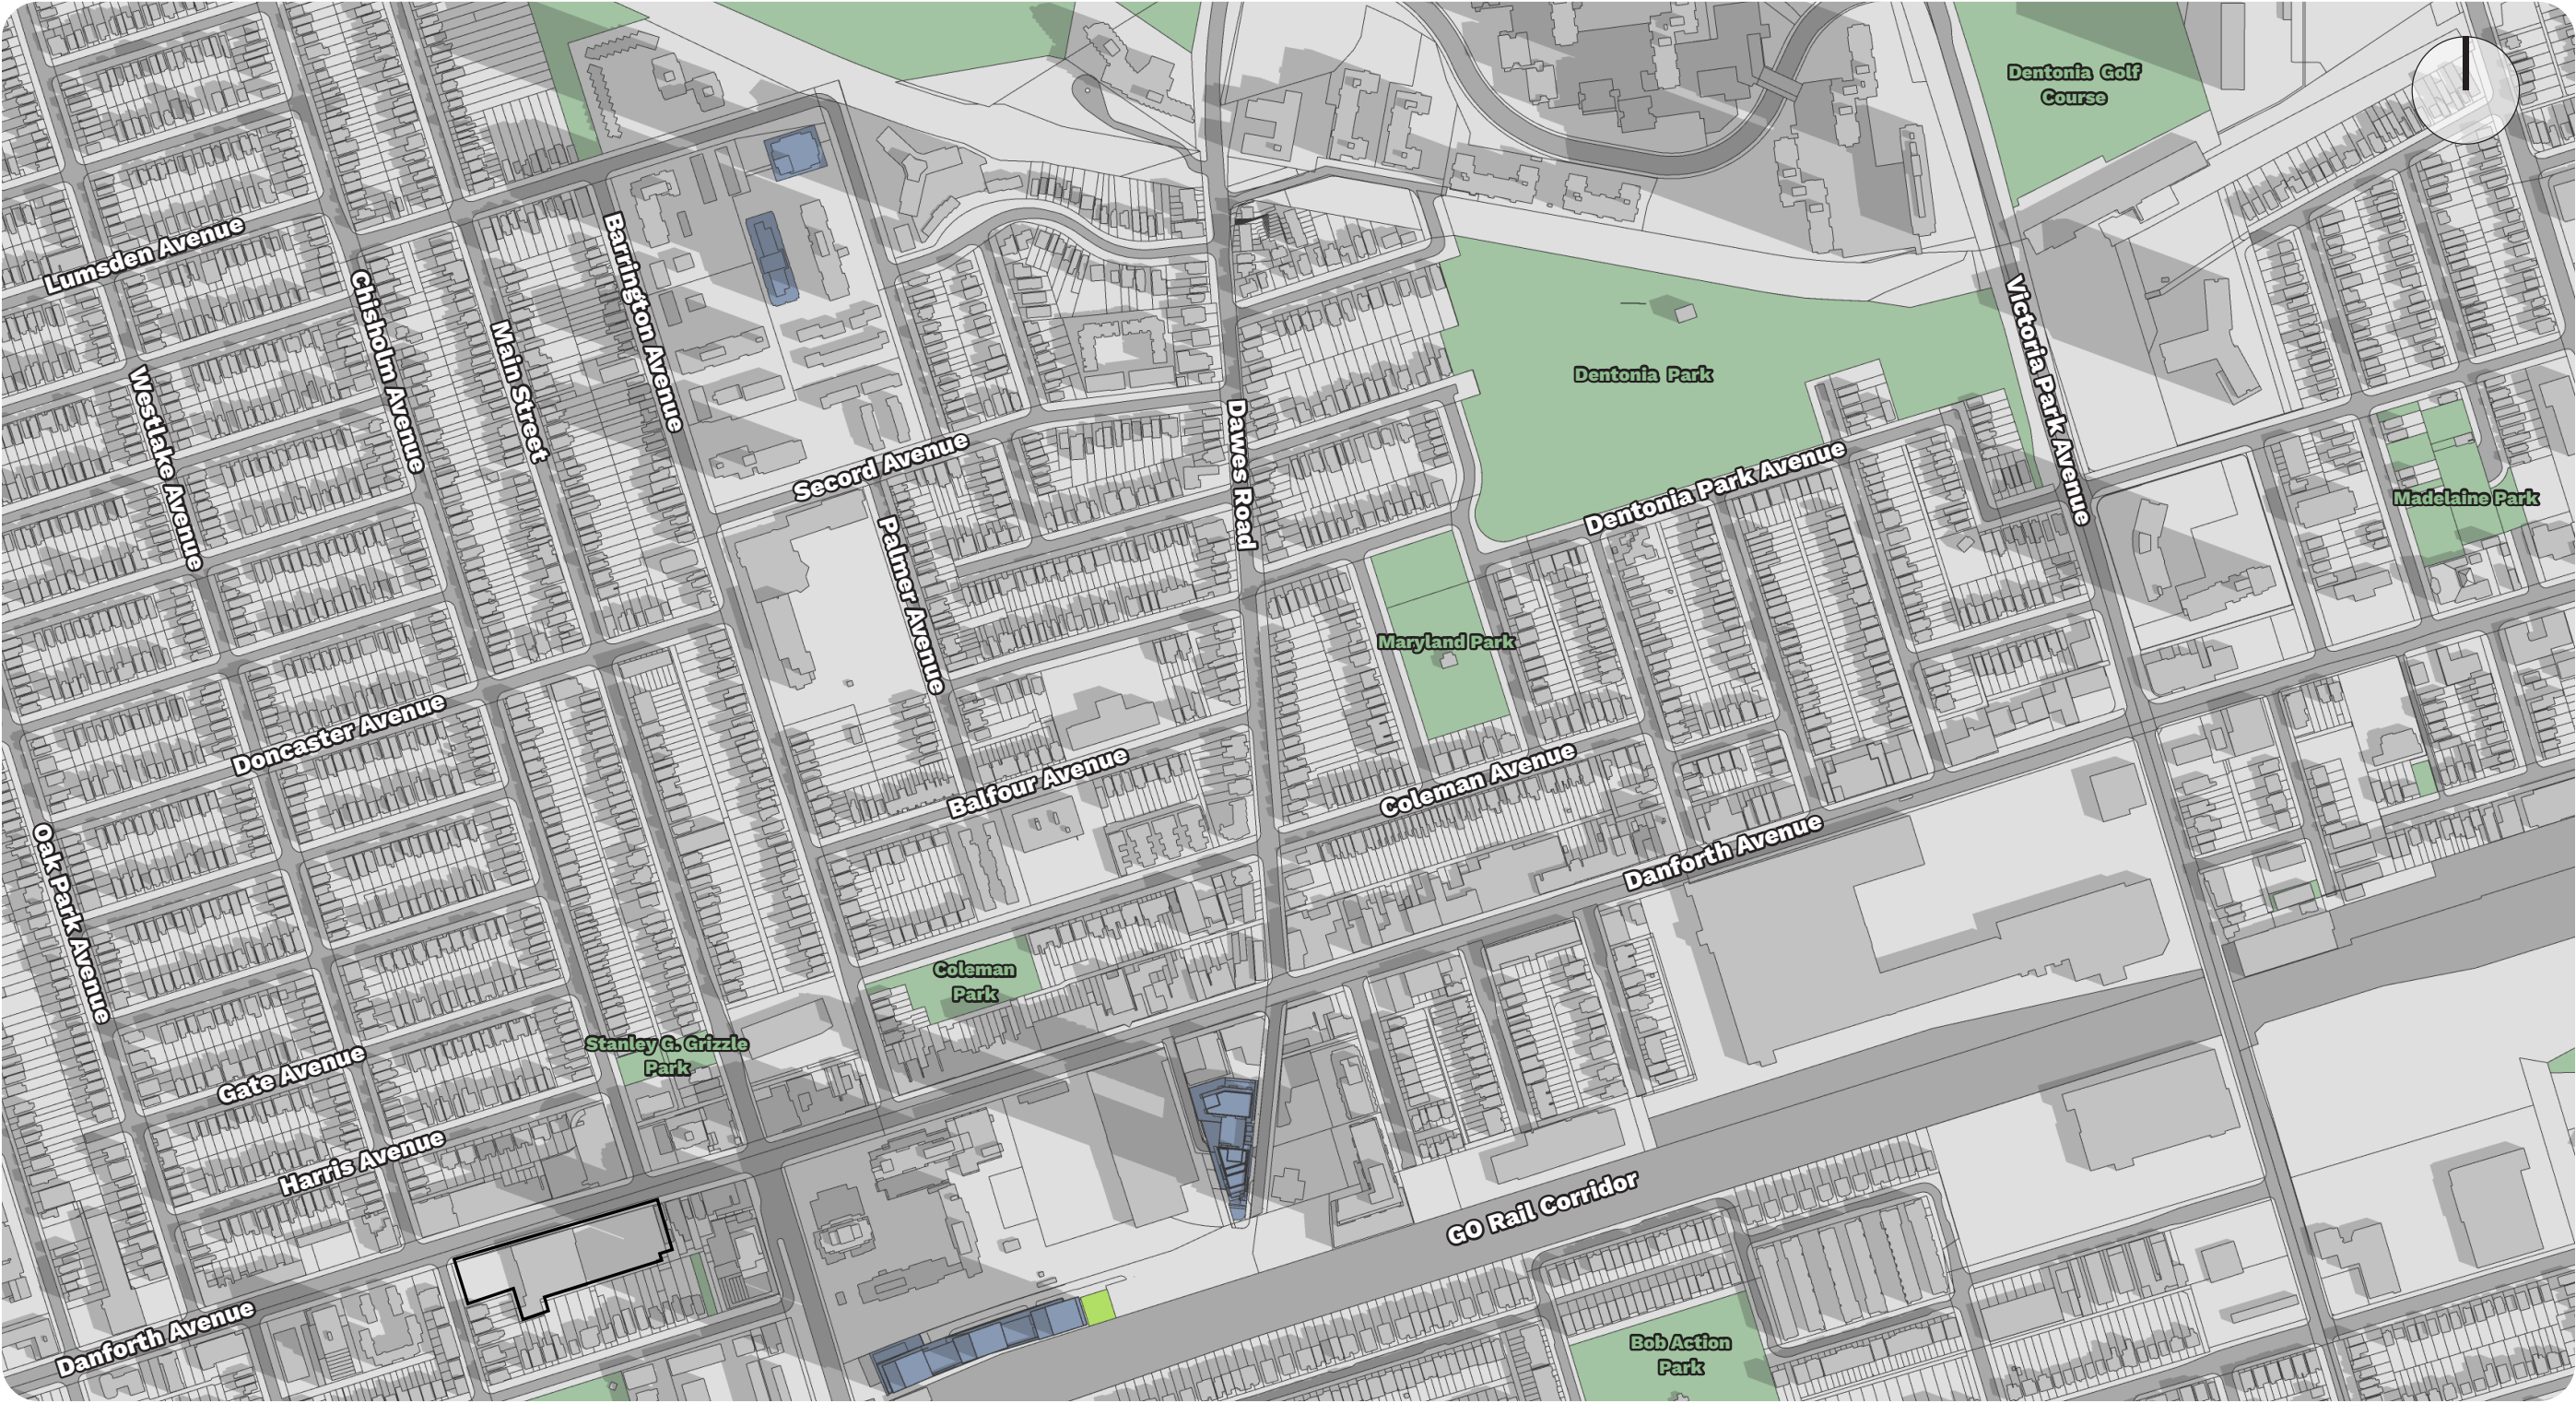 Dentonia Golf
Course
Lumsden Avenue
Chisholm Avenue
Main Street
Barrington Avenue
Victoria Park Avenue
Westlake Avenue
Dentonia Park
Secord Avenue
Dawes Road
Dentonia Park Avenue
Madelaine Park
Palmer Avenue
Maryland Park
Doncaster Avenue
Balfour Avenue
Coleman Avenue
Oak Park Avenue
Danforth Avenue
Coleman
Park
Stanley G. Grizzle
Park
Gate Avenue
Harris Avenue
GO Rail Corridor
Danforth Avenue
Bob Action
Park